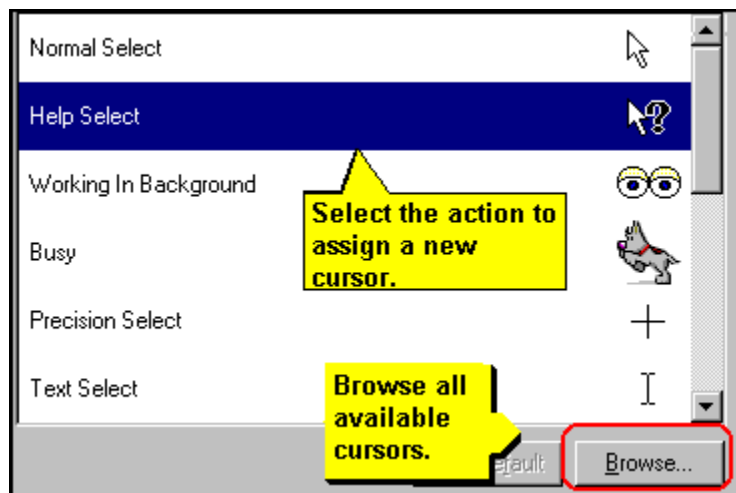 Normal Select
Help Select
Working In Background
Select the action to
assign a new
cursor.
Busy
Precision Select
Text Select
Browse all
available
cursors.
Browse...